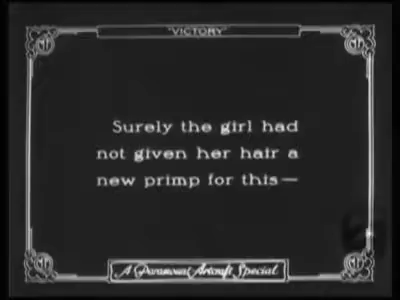 "VICTORY"
Surely the girl had
not given her hair a
new primp for this—
A Paramount Artcraft Special